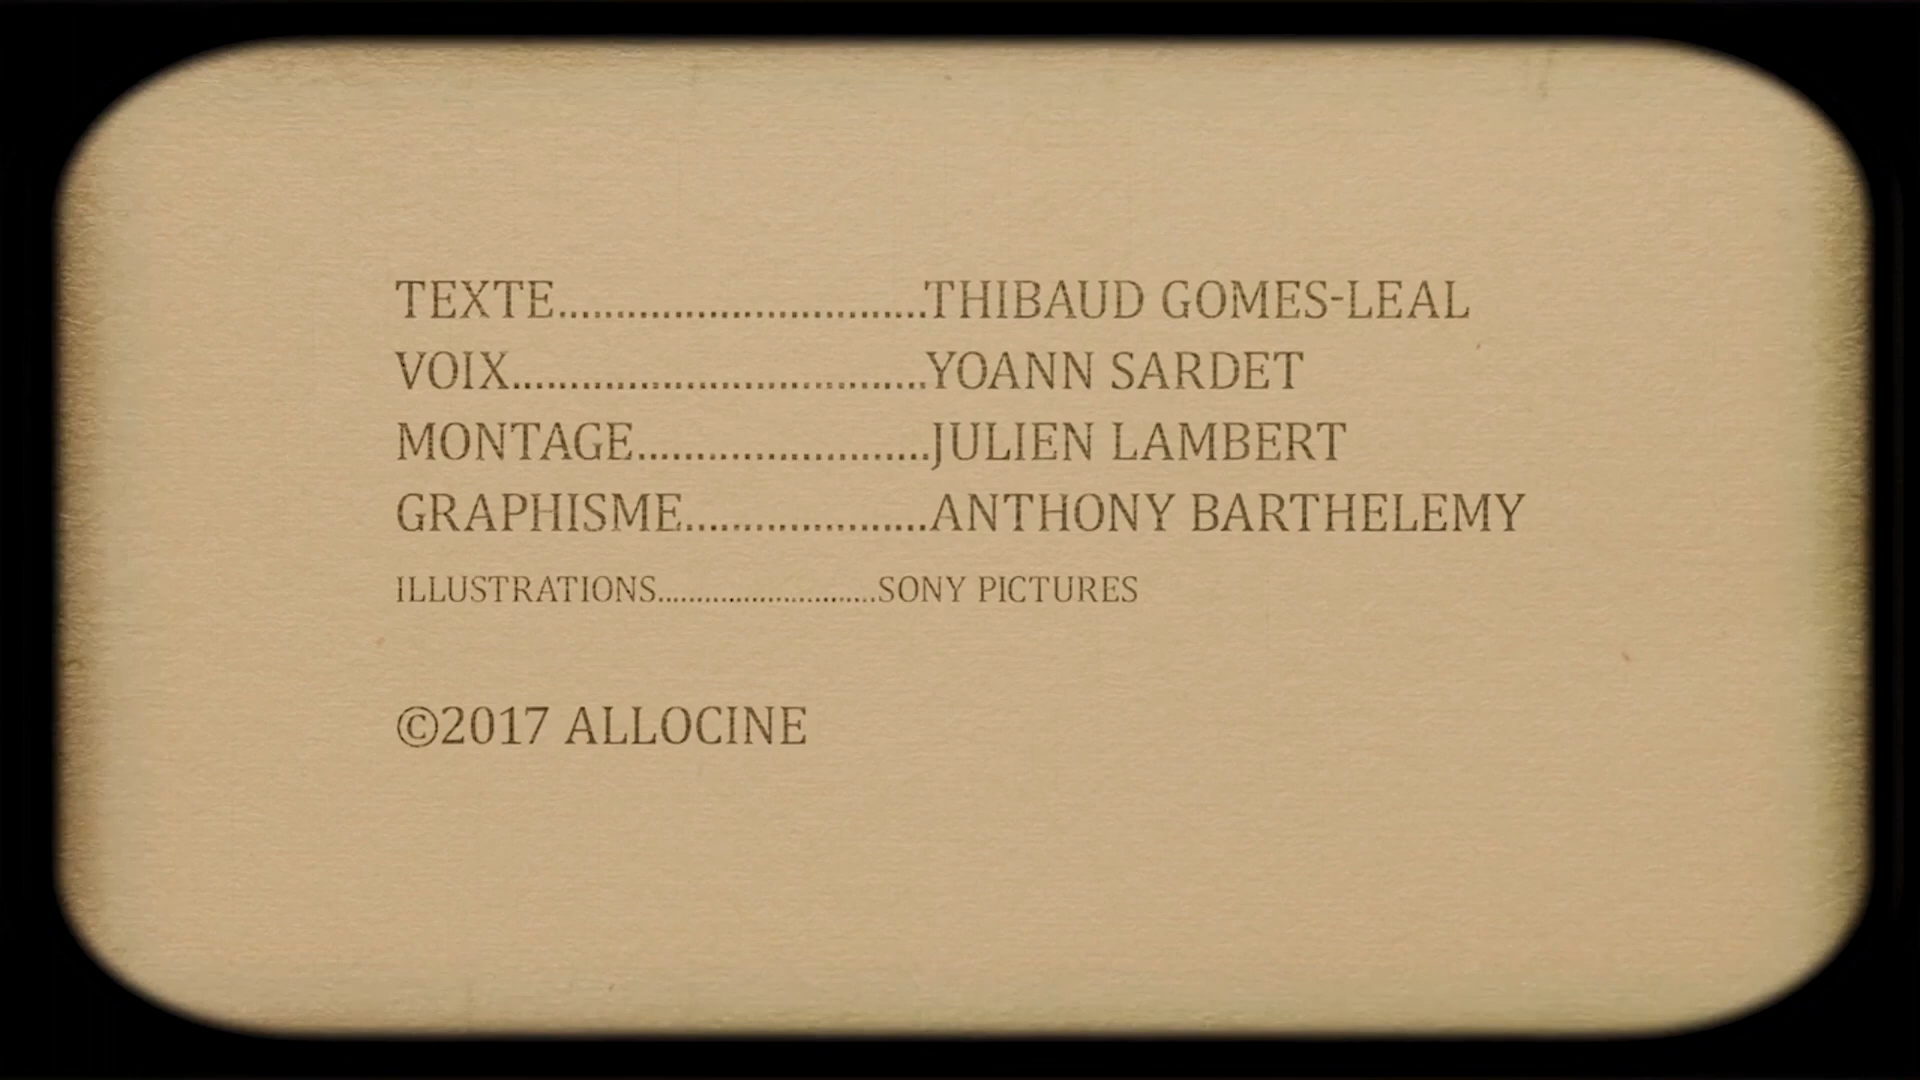 TEXTE................................THIBAUD GOMES-LEAL
VOIX....................................YOANN SARDET
MONTAGE.........................JULIEN LAMBERT
GRAPHISME.....................ANTHONY BARTHELEMY
ILLUSTRATIONS...........................SONY PICTURES
©2017 ALLOCINE